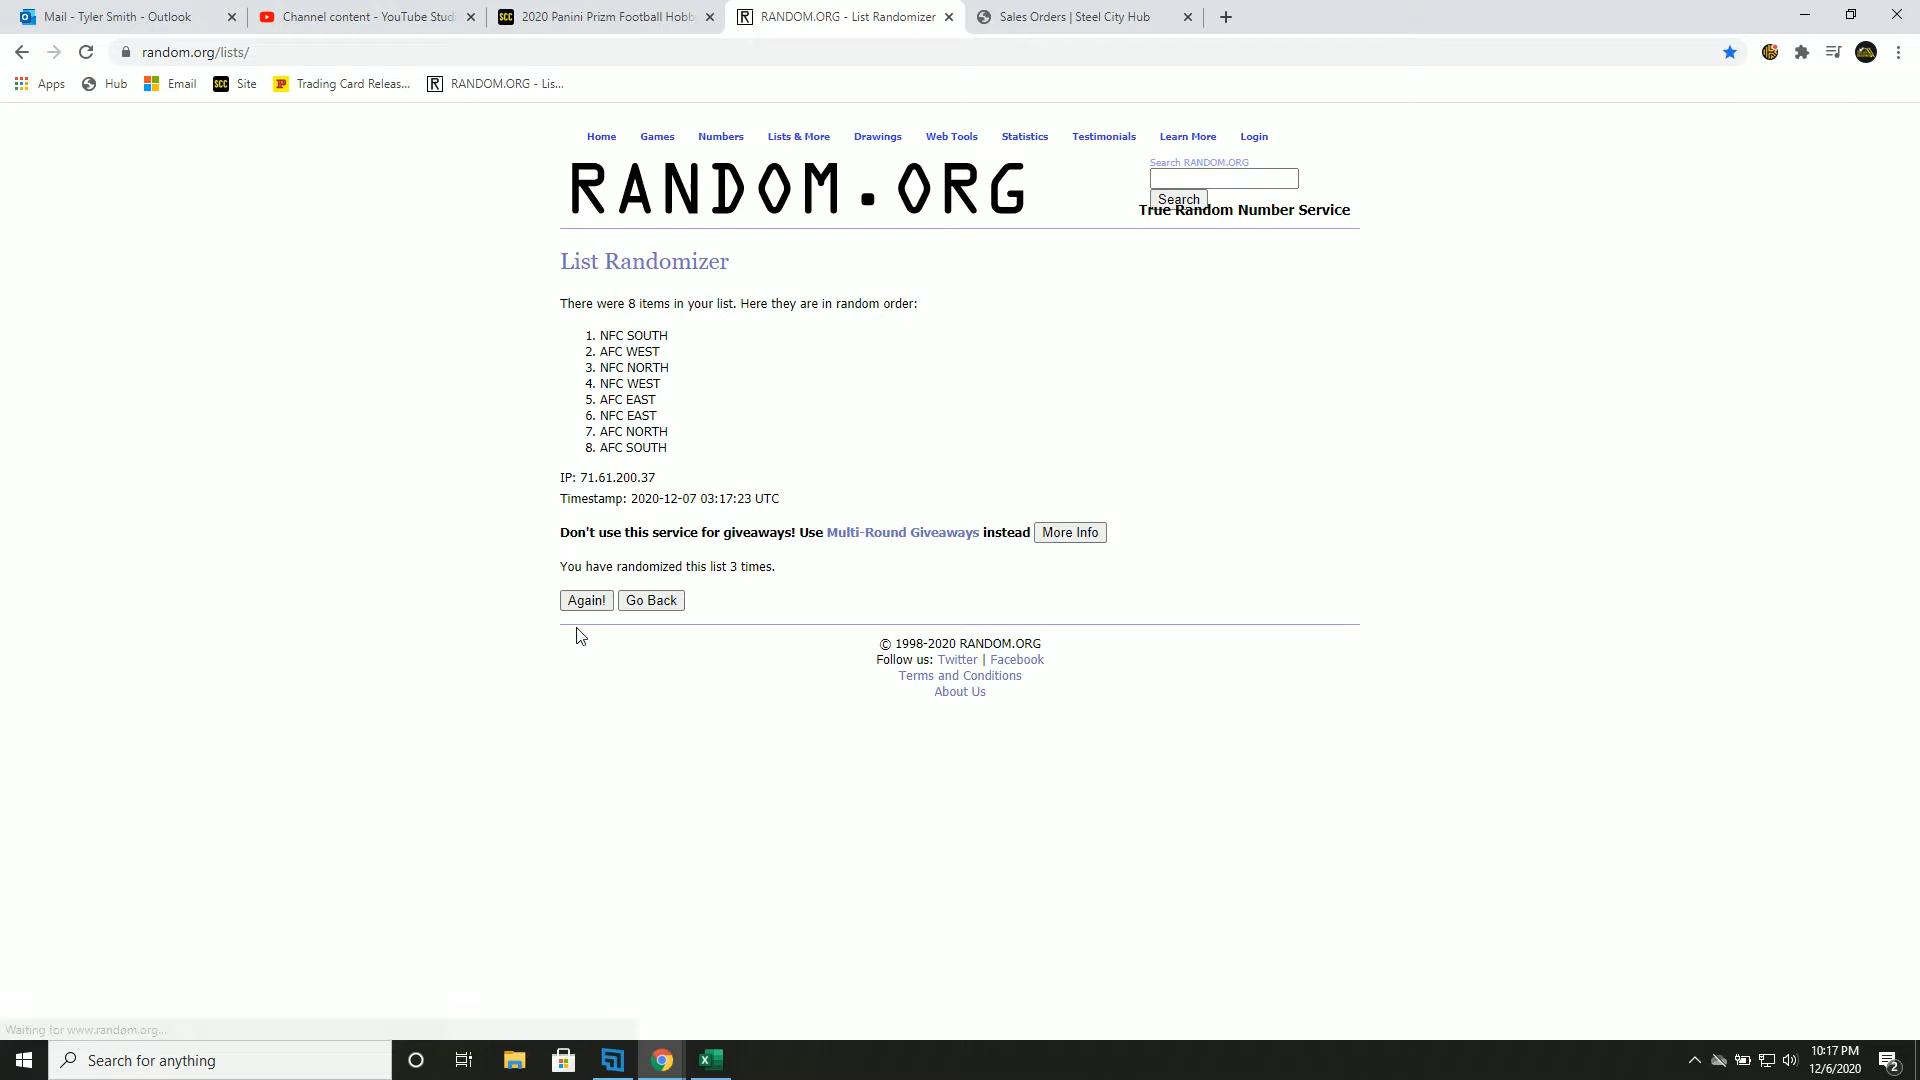 Mail - Tyler Smith - Outlook
Channel content - YouTube Studi
2020 Panini Prizm Football Hobb
RANDOM.ORG - List Randomizer
Sales Orders | Steel City Hub
random.org/lists/
Apps
Hub
Email
SCC Site
Trading Card Releas...
RANDOM.ORG - Lis...
Home Games Numbers Lists & More Drawings Web Tools Statistics Testimonials Learn More Login
RANDOM.ORG
Search RANDOM.ORG
Search
True Random Number Service
List Randomizer
There were 8 items in your list. Here they are in random order:
1. NFC SOUTH
2. AFC WEST
3. NFC NORTH
4. NFC WEST
5. AFC EAST
6. NFC EAST
7. AFC NORTH
8. AFC SOUTH
IP: 71.61.200.37
Timestamp: 2020-12-07 03:17:23 UTC
Don't use this service for giveaways! Use Multi-Round Giveaways instead More Info
You have randomized this list 3 times.
Again! Go Back
© 1998-2020 RANDOM.ORG
Follow us: Twitter | Facebook
Terms and Conditions
About Us
Waiting for www.random.org...
Search for anything
10:17 PM
12/6/2020
2